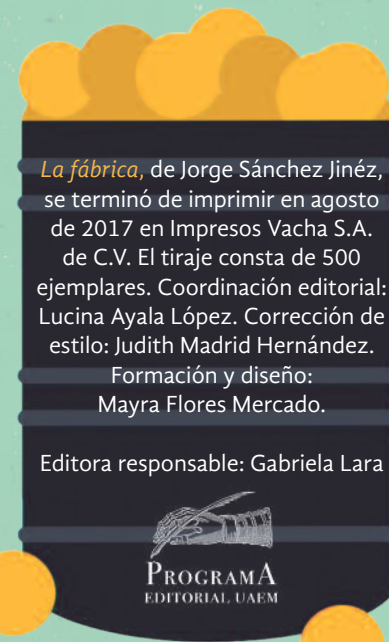 La fábrica, de Jorge Sánchez Jinéz,
se terminó de imprimir en agosto
de 2017 en Impresos Vacha S.A.
de C.V. El tiraje consta de 500
ejemplares. Coordinación editorial:
Lucina Ayala López. Corrección de
estilo: Judith Madrid Hernández.
Formación y diseño:
Mayra Flores Mercado.
Editora responsable: Gabriela Lara
PROGRAMA
EDITORIAL UAEM